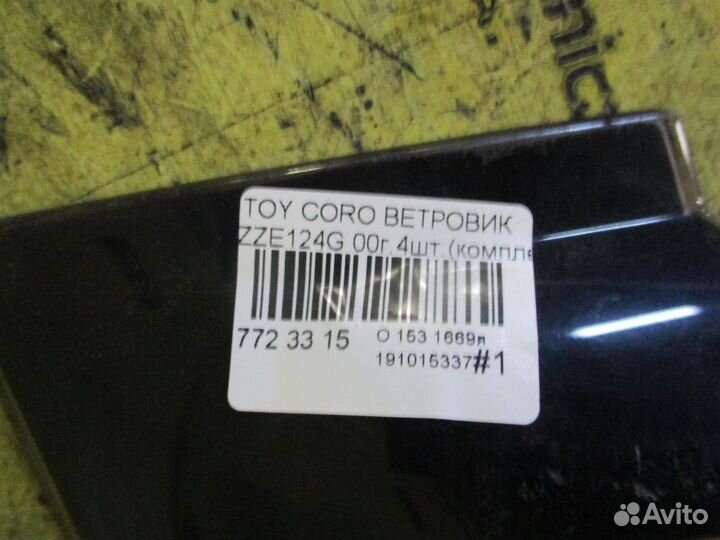 TOY CORO ВЕТРОВИК
ZZE124G 00г.4шт.(компле
772 33 15
О 153 1669л
191015337
#1
Avito